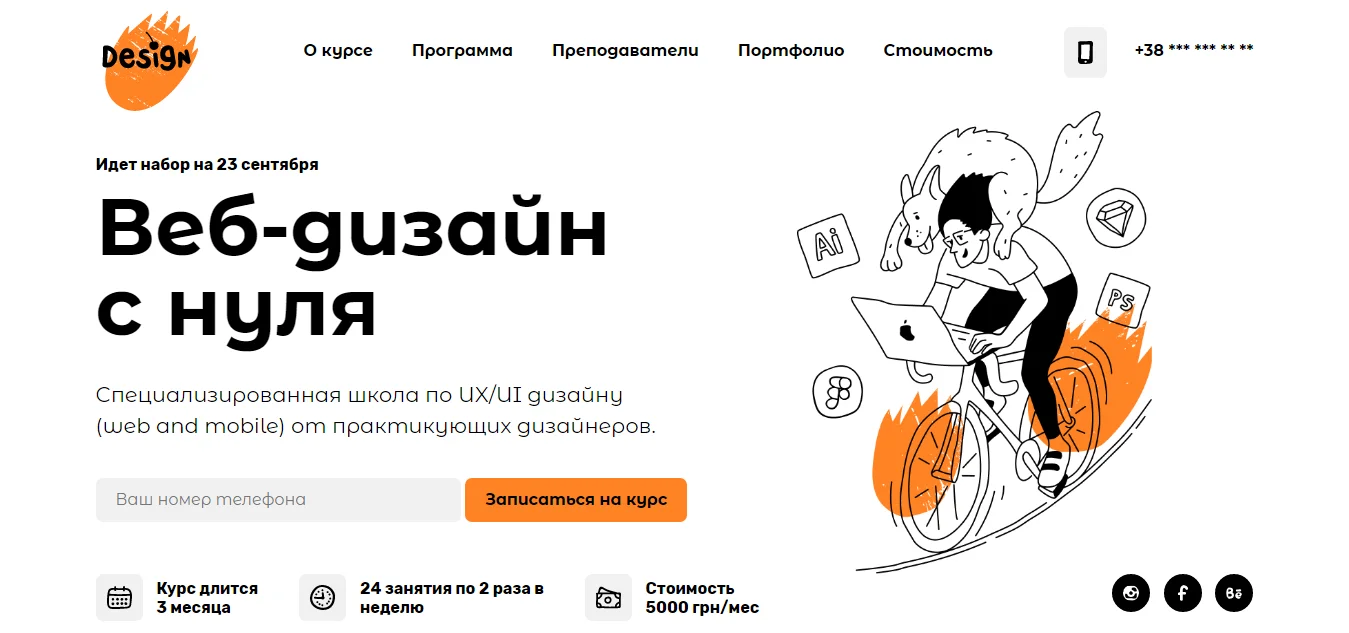 Design
О курсе
Программа
Преподаватели
Портфолио
Стоимость
+38 *** *** ** **
Идет набор на 23 сентября
Веб-дизайн
с нуля
Специализированная школа по UX/UI дизайну
(web and mobile) от практикующих дизайнеров.
Ваш номер телефона
Записаться на курс
Курс длится
3 месяца
24 занятия по 2 раза в
неделю
Стоимость
5000 грн/мес
Ai
Ps
Bē